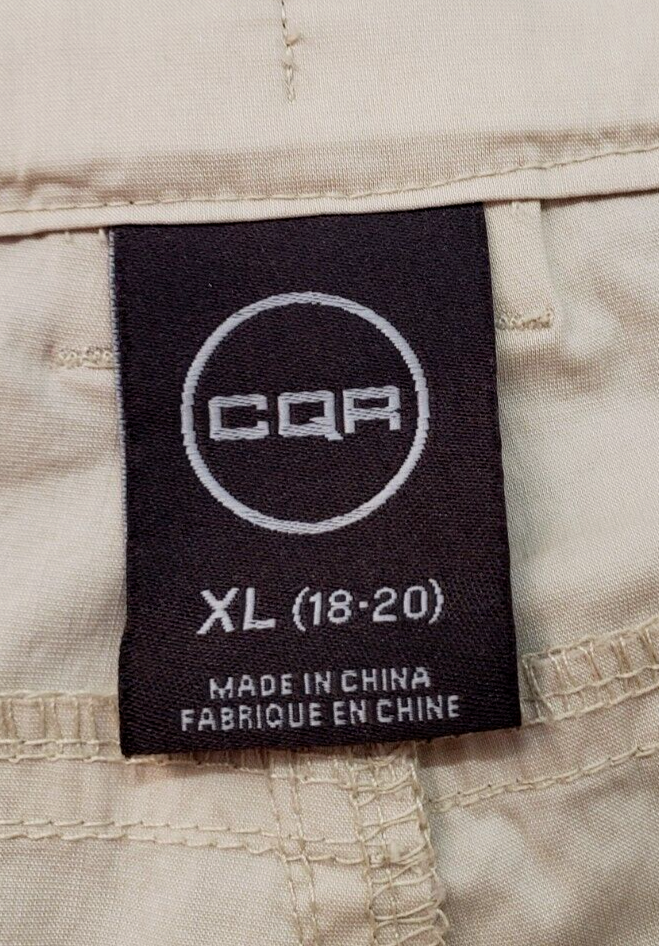 CQR
XL (18-20)
MADE IN CHINA
FABRIQUE EN CHINE